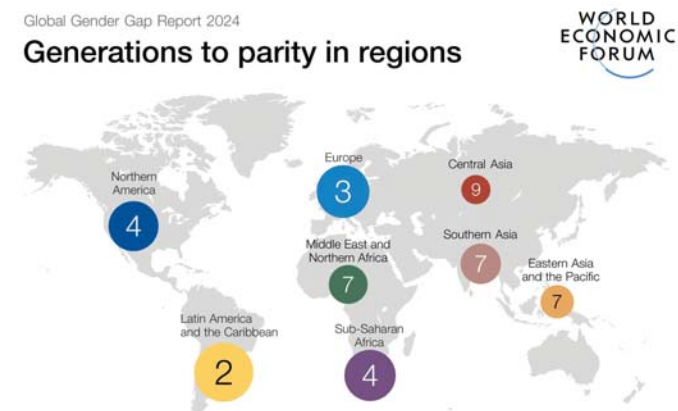 Global Gender Gap Report 2024
Generations to parity in regions
WORLD
ECONOMIC
FORUM
Northern
America
4
Europe
3
Central Asia
9
Middle East and
Northern Africa
7
Southern Asia
7
Eastern Asia
and the Pacific
7
Latin America
and the Caribbean
2
Sub-Saharan
Africa
4